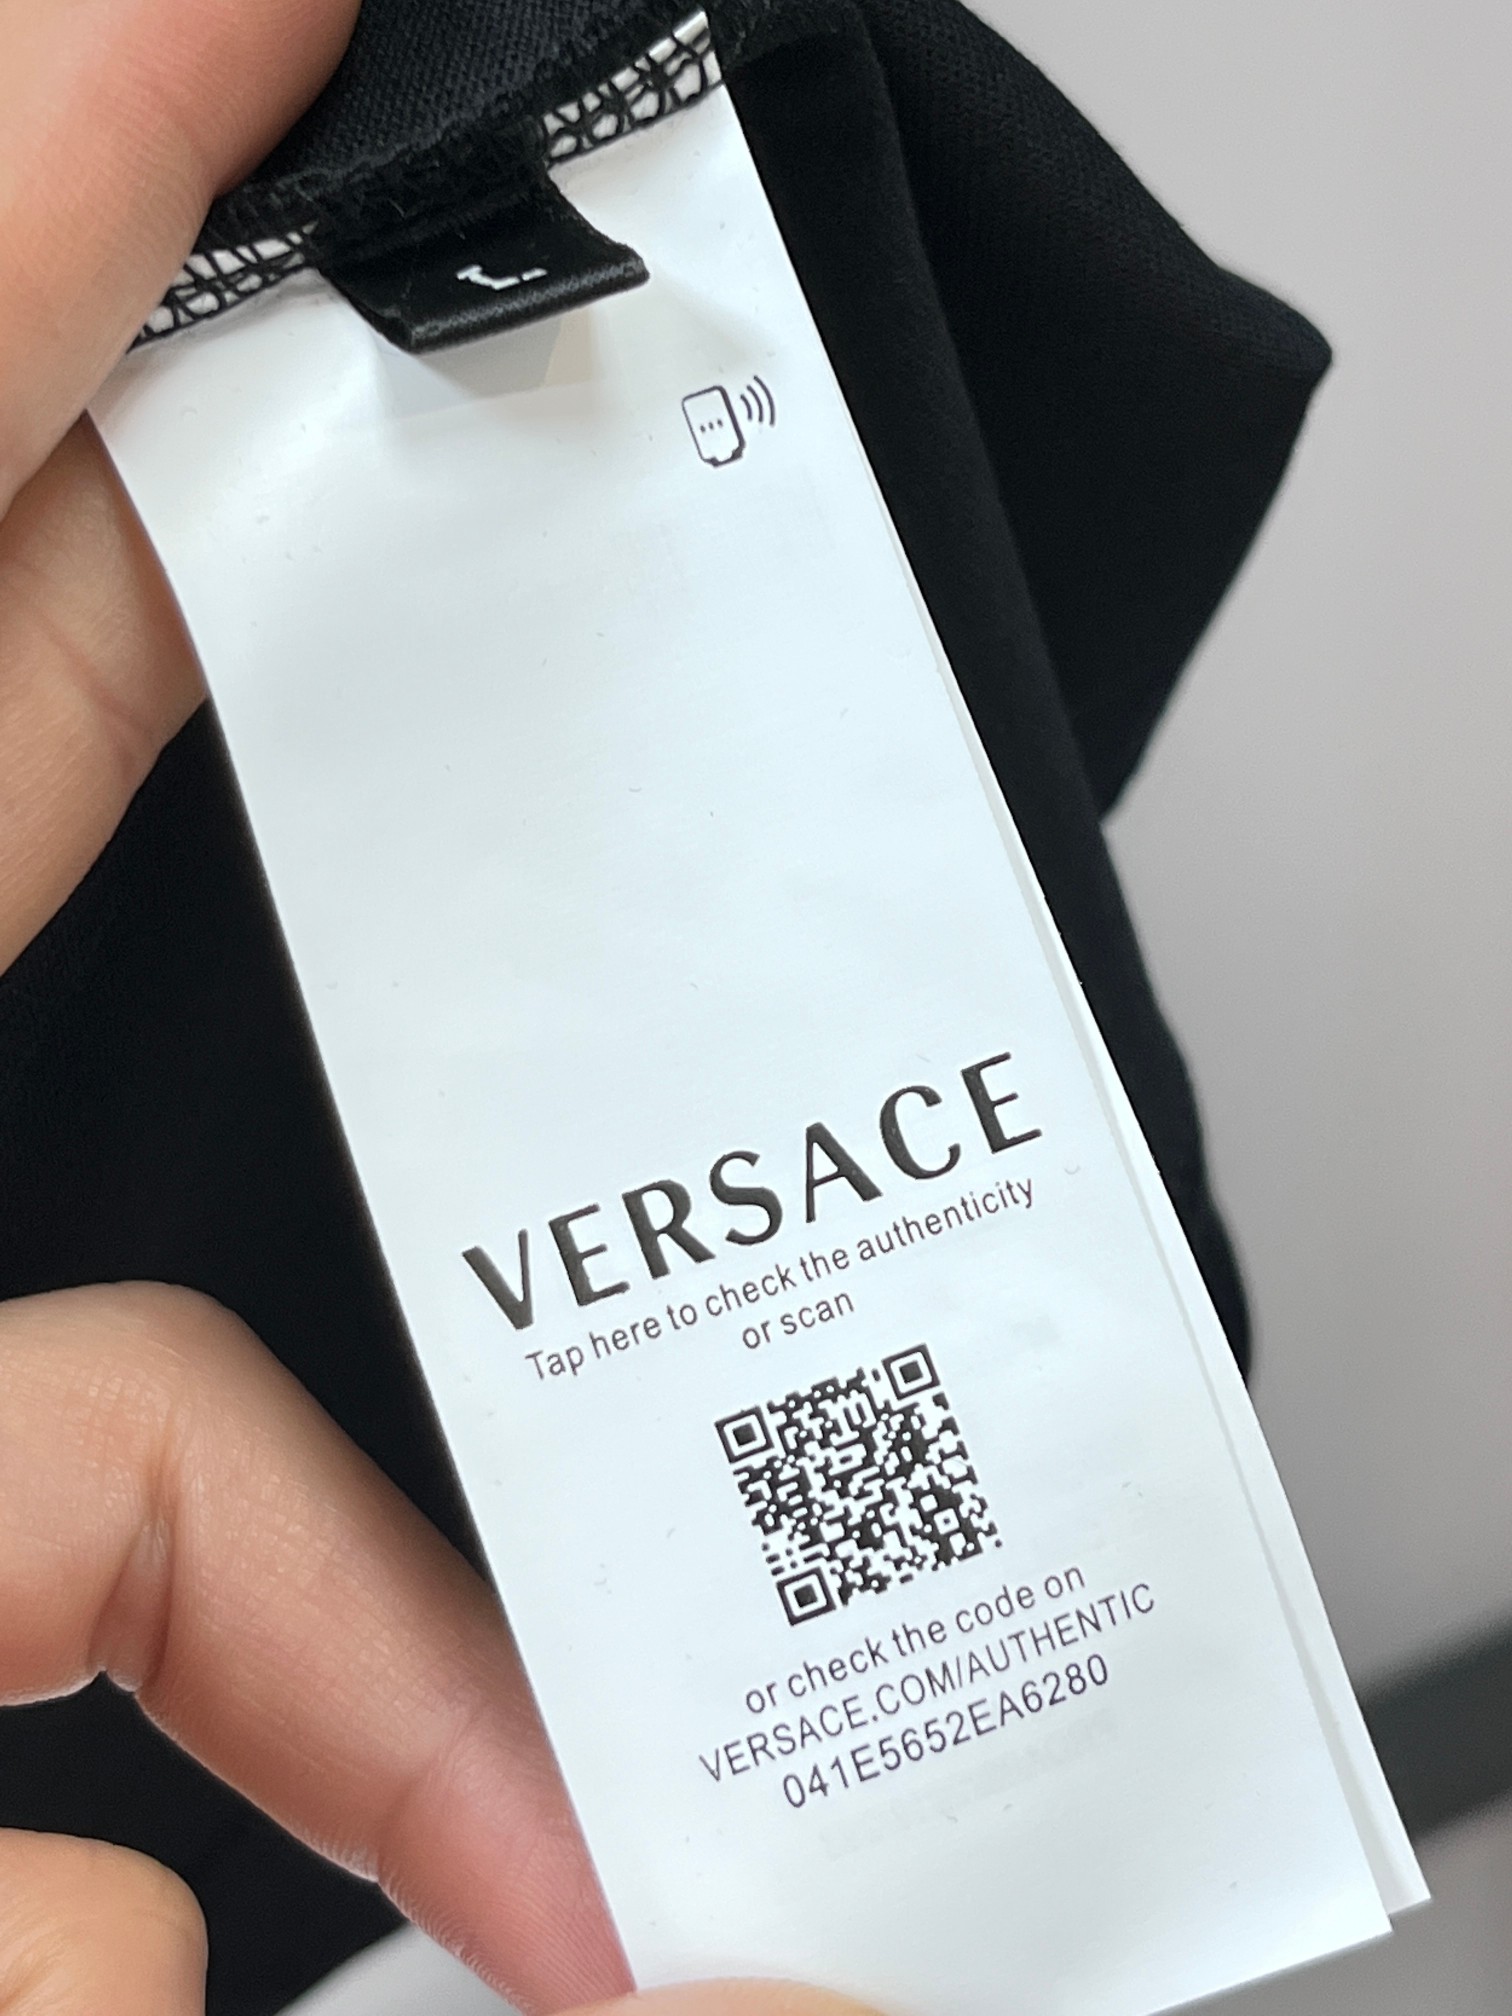 VERSACE
Tap here to check the authenticity
or scan
or check the code on
VERSACE.COM/AUTHENTIC
041E5652EA6280